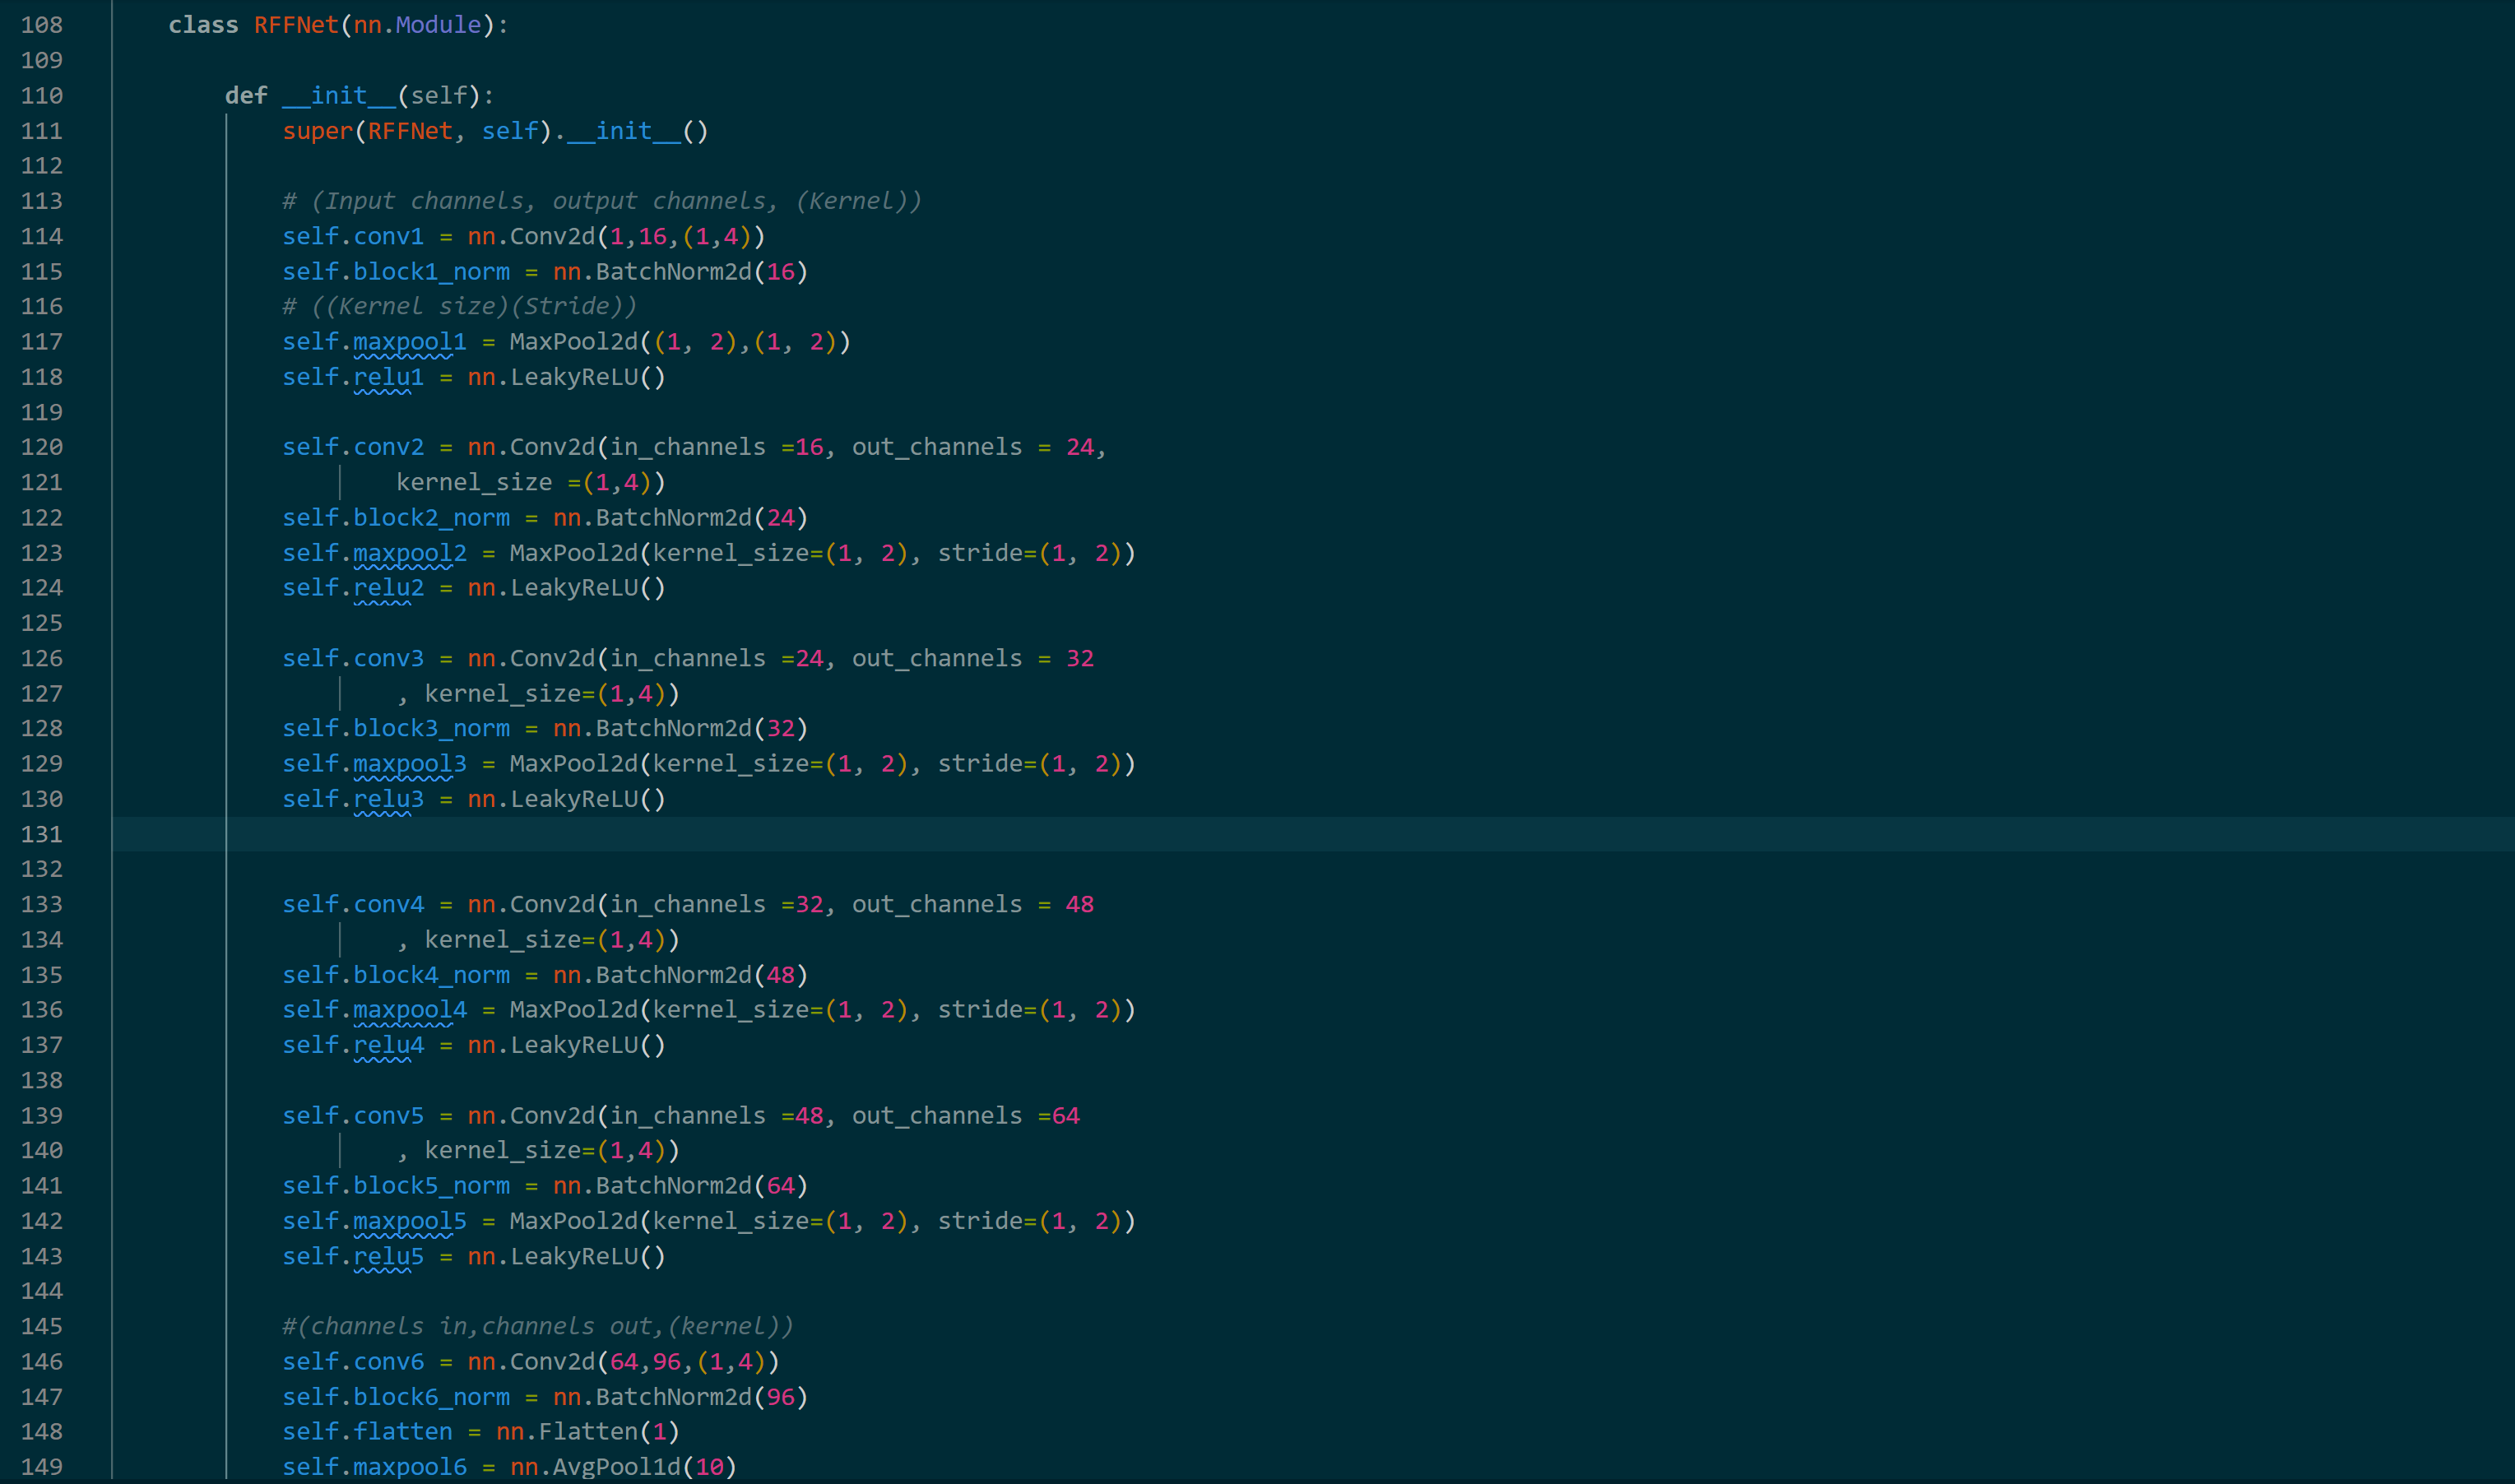 108 class RFFNet(nn.Module):
109
110 def __init__(self):
111 super(RFFNet, self).__init__()
112
113 # (Input channels, output channels, (Kernel))
114 self.conv1 = nn.Conv2d(1,16,(1,4))
115 self.block1_norm = nn.BatchNorm2d(16)
116 # ((Kernel size)(Stride))
117 self.maxpool1 = MaxPool2d((1, 2),(1, 2))
118 self.relu1 = nn.LeakyReLU()
119
120 self.conv2 = nn.Conv2d(in_channels =16, out_channels = 24,
121 kernel_size =(1,4))
122 self.block2_norm = nn.BatchNorm2d(24)
123 self.maxpool2 = MaxPool2d(kernel_size=(1, 2), stride=(1, 2))
124 self.relu2 = nn.LeakyReLU()
125
126 self.conv3 = nn.Conv2d(in_channels =24, out_channels = 32
127 , kernel_size=(1,4))
128 self.block3_norm = nn.BatchNorm2d(32)
129 self.maxpool3 = MaxPool2d(kernel_size=(1, 2), stride=(1, 2))
130 self.relu3 = nn.LeakyReLU()
131
132
133 self.conv4 = nn.Conv2d(in_channels =32, out_channels = 48
134 , kernel_size=(1,4))
135 self.block4_norm = nn.BatchNorm2d(48)
136 self.maxpool4 = MaxPool2d(kernel_size=(1, 2), stride=(1, 2))
137 self.relu4 = nn.LeakyReLU()
138
139 self.conv5 = nn.Conv2d(in_channels =48, out_channels =64
140 , kernel_size=(1,4))
141 self.block5_norm = nn.BatchNorm2d(64)
142 self.maxpool5 = MaxPool2d(kernel_size=(1, 2), stride=(1, 2))
143 self.relu5 = nn.LeakyReLU()
144
145 #(channels in,channels out,(kernel))
146 self.conv6 = nn.Conv2d(64,96,(1,4))
147 self.block6_norm = nn.BatchNorm2d(96)
148 self.flatten = nn.Flatten(1)
149 self.maxpool6 = nn.AvgPool1d(10)